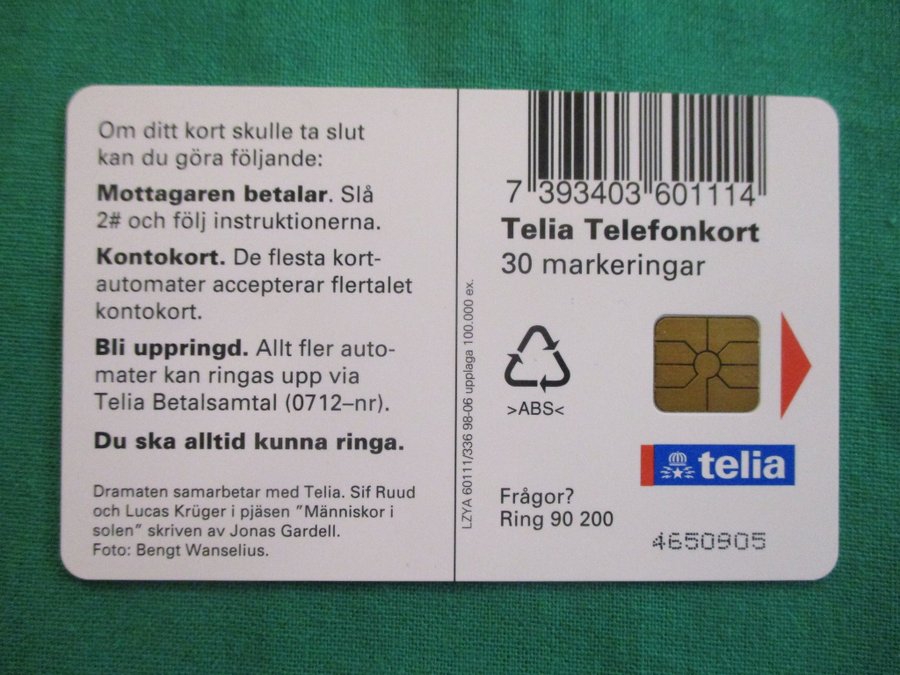 Om ditt kort skulle ta slut
kan du göra följande:
Mottagaren betalar. Slå
2# och följ instruktionerna.
Kontokort. De flesta kort-
automater accepterar flertalet
kontokort.
Bli uppringd. Allt fler auto-
mater kan ringas upp via
Telia Betalsamtal (0712–nr).
Du ska alltid kunna ringa.
Dramaten samarbetar med Telia. Sif Ruud
och Lucas Krüger i pjäsen ”Människor i
solen” skriven av Jonas Gardell.
Foto: Bengt Wanselius.
LZYA 60111/336 98-06 upplaga 100.000 ex.
7 393403 601114
Telia Telefonkort
30 markeringar
>ABS<
telia
Frågor?
Ring 90 200
4650905